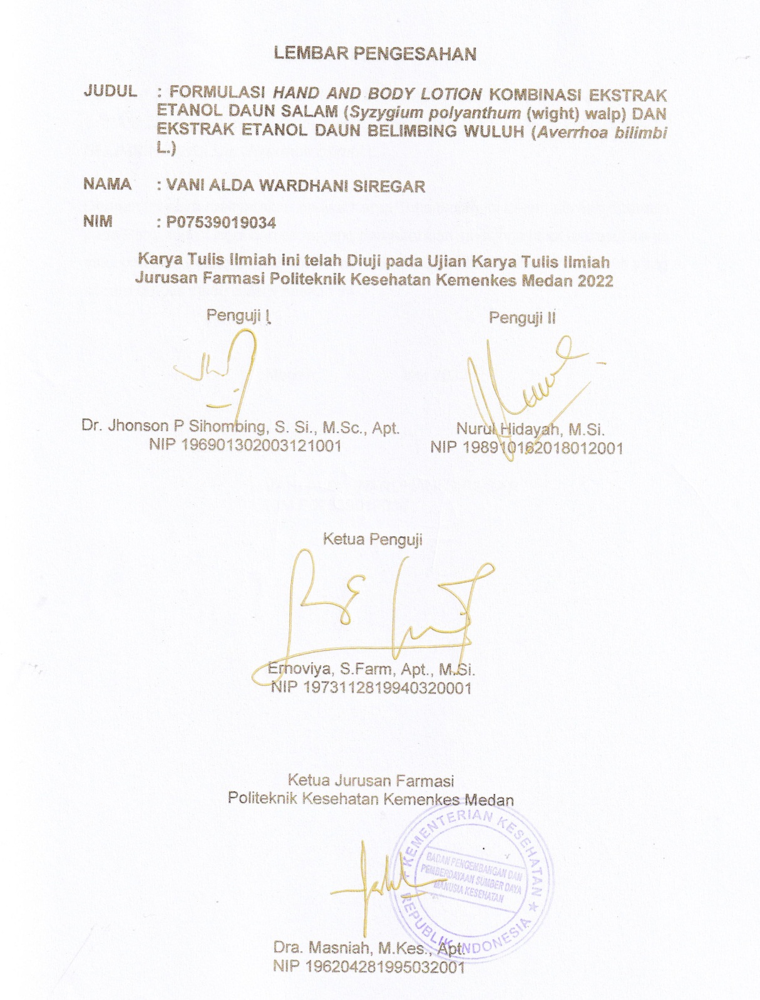 LEMBAR PENGESAHAN
JUDUL : FORMULASI HAND AND BODY LOTION KOMBINASI EKSTRAK
ETANOL DAUN SALAM (Syzygium polyanthum (wight) walp) DAN
EKSTRAK ETANOL DAUN BELIMBING WULUH (Averrhoa bilimbi
L.)
NAMA : VANI ALDA WARDHANI SIREGAR
NIM : P07539019034
Karya Tulis Ilmiah ini telah Diuji pada Ujian Karya Tulis Ilmiah
Jurusan Farmasi Politeknik Kesehatan Kemenkes Medan 2022
Penguji I
Dr. Jhonson P Sihombing, S. Si., M.Sc., Apt.
NIP 196901302003121001
Penguji II
Nurul Hidayah, M.Si.
NIP 198910162018012001
Ketua Penguji
Ernoviya, S.Farm, Apt., M.Si.
NIP 1973112819940320001
Ketua Jurusan Farmasi
Politeknik Kesehatan Kemenkes Medan
KEMENTERIAN KESEHATAN
BADAN PENGEMBANGAN DAN
PEMBERDAYAAN SUMBER DAYA
MANUSIA KESEHATAN
REPUBLIK INDONESIA
Dra. Masniah, M.Kes., Apt.
NIP 196204281995032001